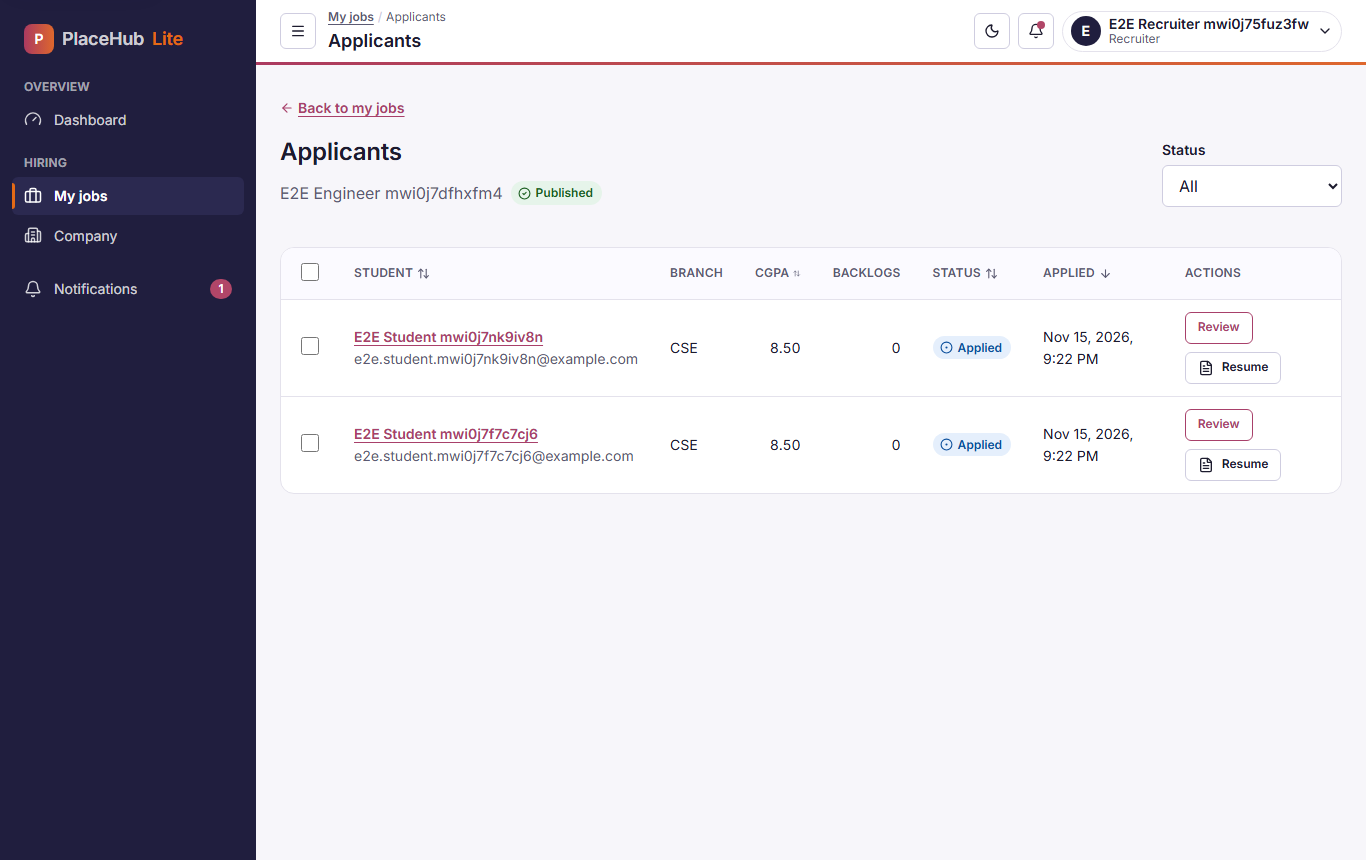 P PlaceHub Lite
OVERVIEW
Dashboard
HIRING
My jobs
Company
Notifications 1
My jobs / Applicants
Applicants
E
E2E Recruiter mwi0j75fuz3fw
Recruiter
← Back to my jobs
Applicants
E2E Engineer mwi0j7dfhxfm4 Published
Status
All
STUDENT BRANCH CGPA BACKLOGS STATUS APPLIED ACTIONS
E2E Student mwi0j7nk9iv8n
e2e.student.mwi0j7nk9iv8n@example.com
CSE 8.50 0 Applied
Nov 15, 2026,
9:22 PM
Review
Resume
E2E Student mwi0j7f7c7cj6
e2e.student.mwi0j7f7c7cj6@example.com
CSE 8.50 0 Applied
Nov 15, 2026,
9:22 PM
Review
Resume